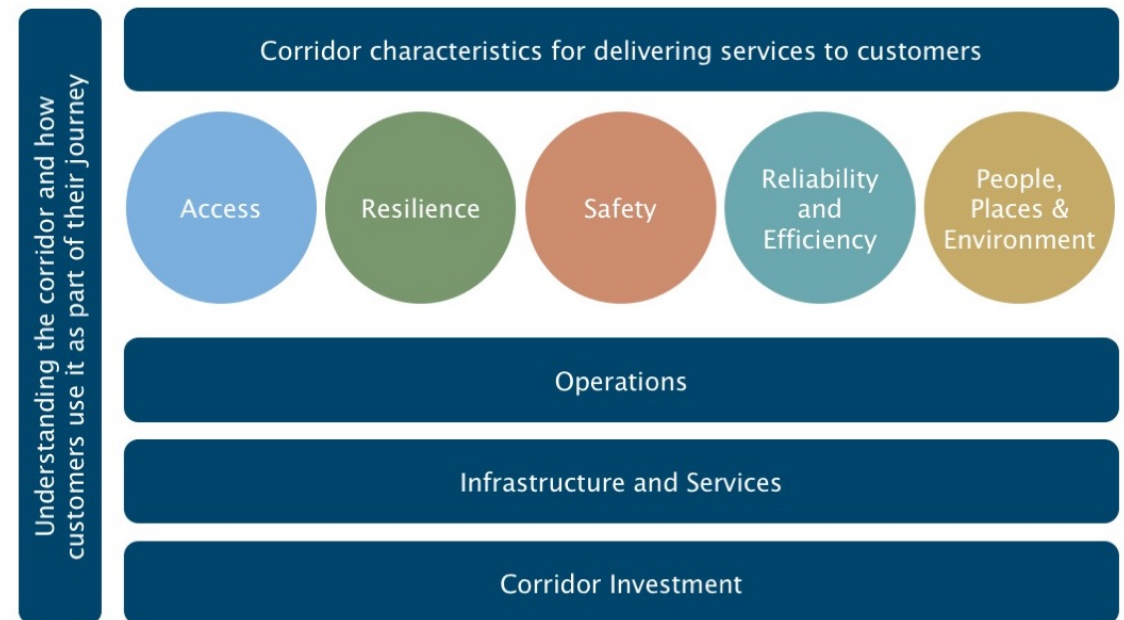 Understanding the corridor and how
customers use it as part of their journey
Corridor characteristics for delivering services to customers
Access
Resilience
Safety
Reliability
and
Efficiency
People,
Places &
Environment
Operations
Infrastructure and Services
Corridor Investment